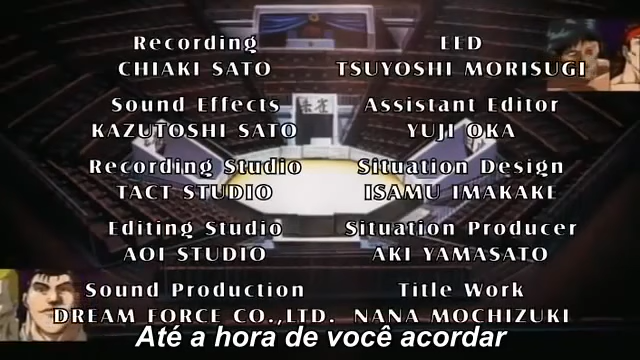 Recording
CHIAKI SATO
LED
TSUYOSHI MORISUGI
Sound Effects
KAZUTOSHI SATO
Assistant Editor
YUJI OKA
Recording Studio
TACT STUDIO
Situation Design
ISAMU IMAKAKE
Editing Studio
AOI STUDIO
Situation Producer
AKI YAMASATO
Sound Production
DREAM FORCE CO.,LTD.
Title Work
NANA MOCHIZUKI
Até a hora de você acordar